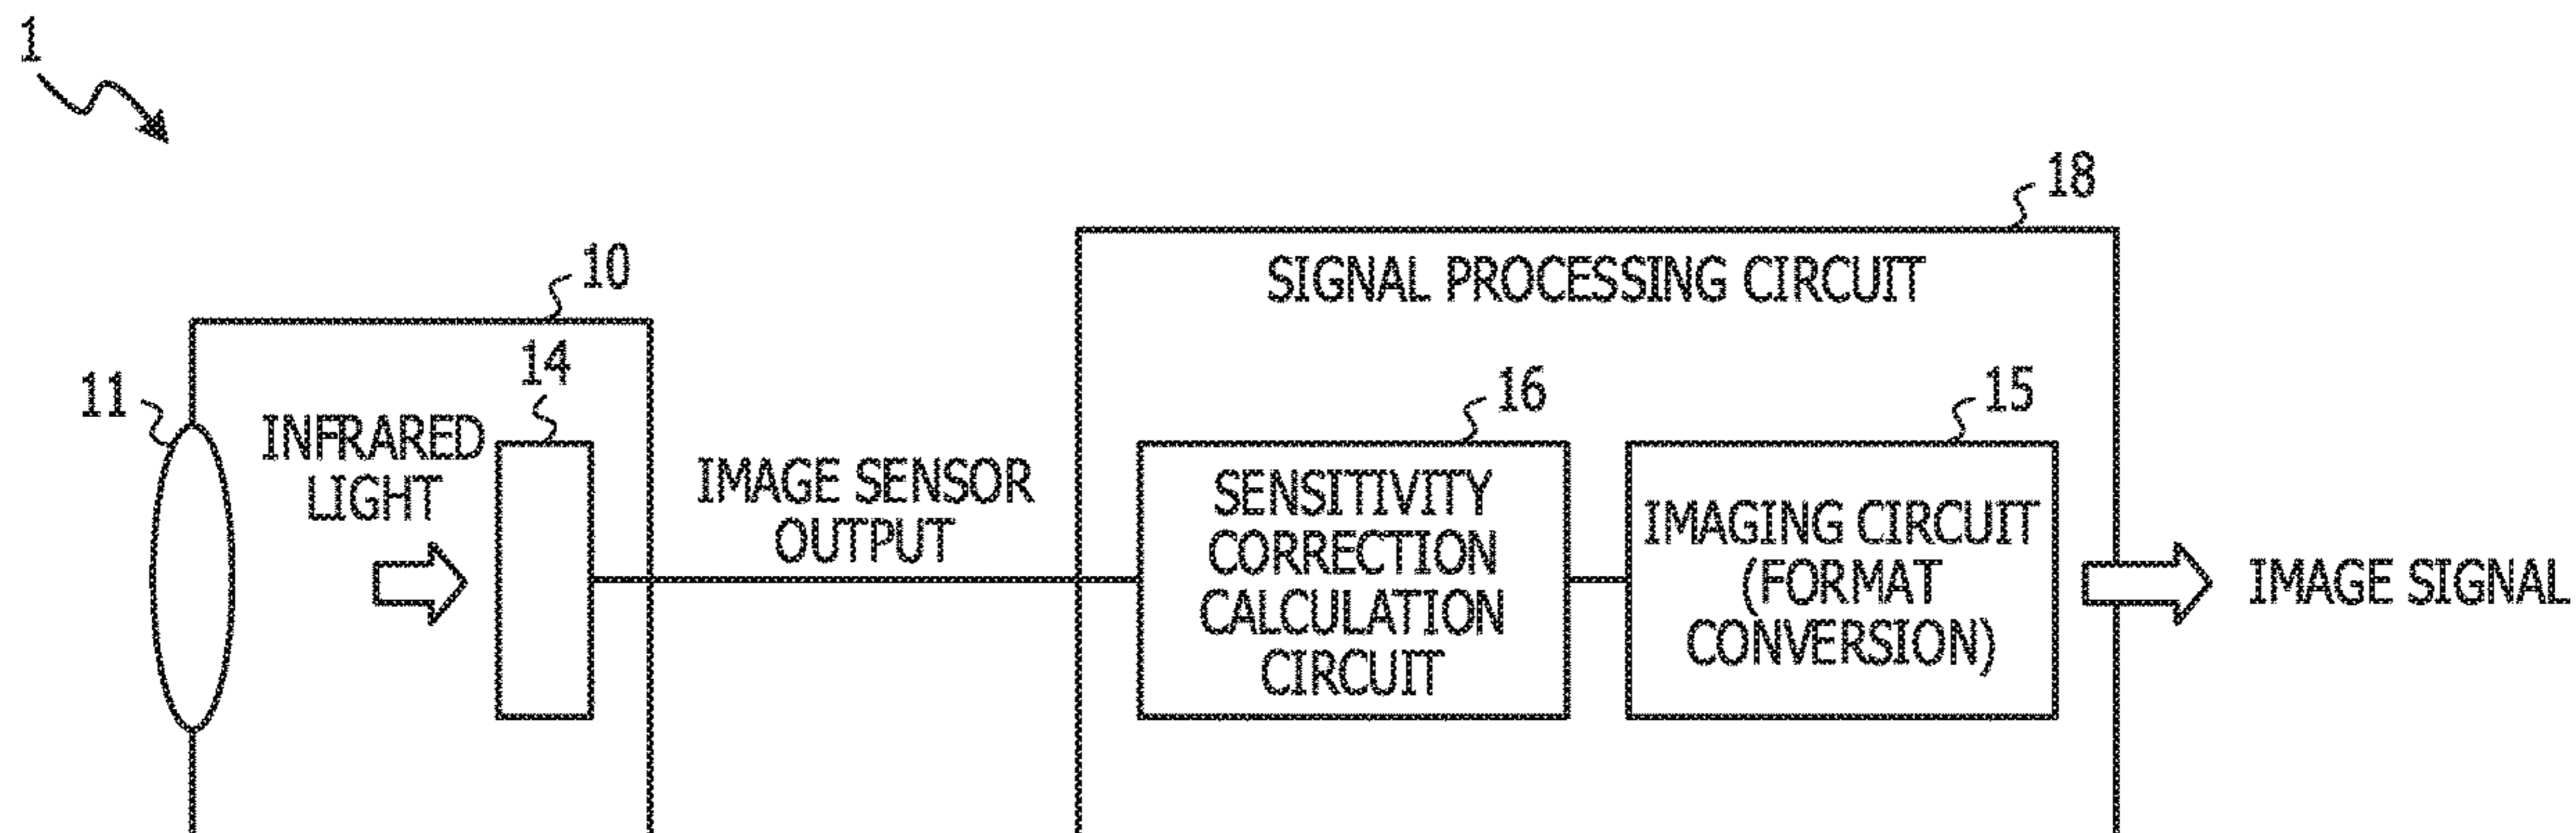 1
18
SIGNAL PROCESSING CIRCUIT
10
14
11
INFRARED
LIGHT
IMAGE SENSOR
OUTPUT
16
SENSITIVITY
CORRECTION
CALCULATION
CIRCUIT
15
IMAGING CIRCUIT
(FORMAT
CONVERSION)
IMAGE SIGNAL